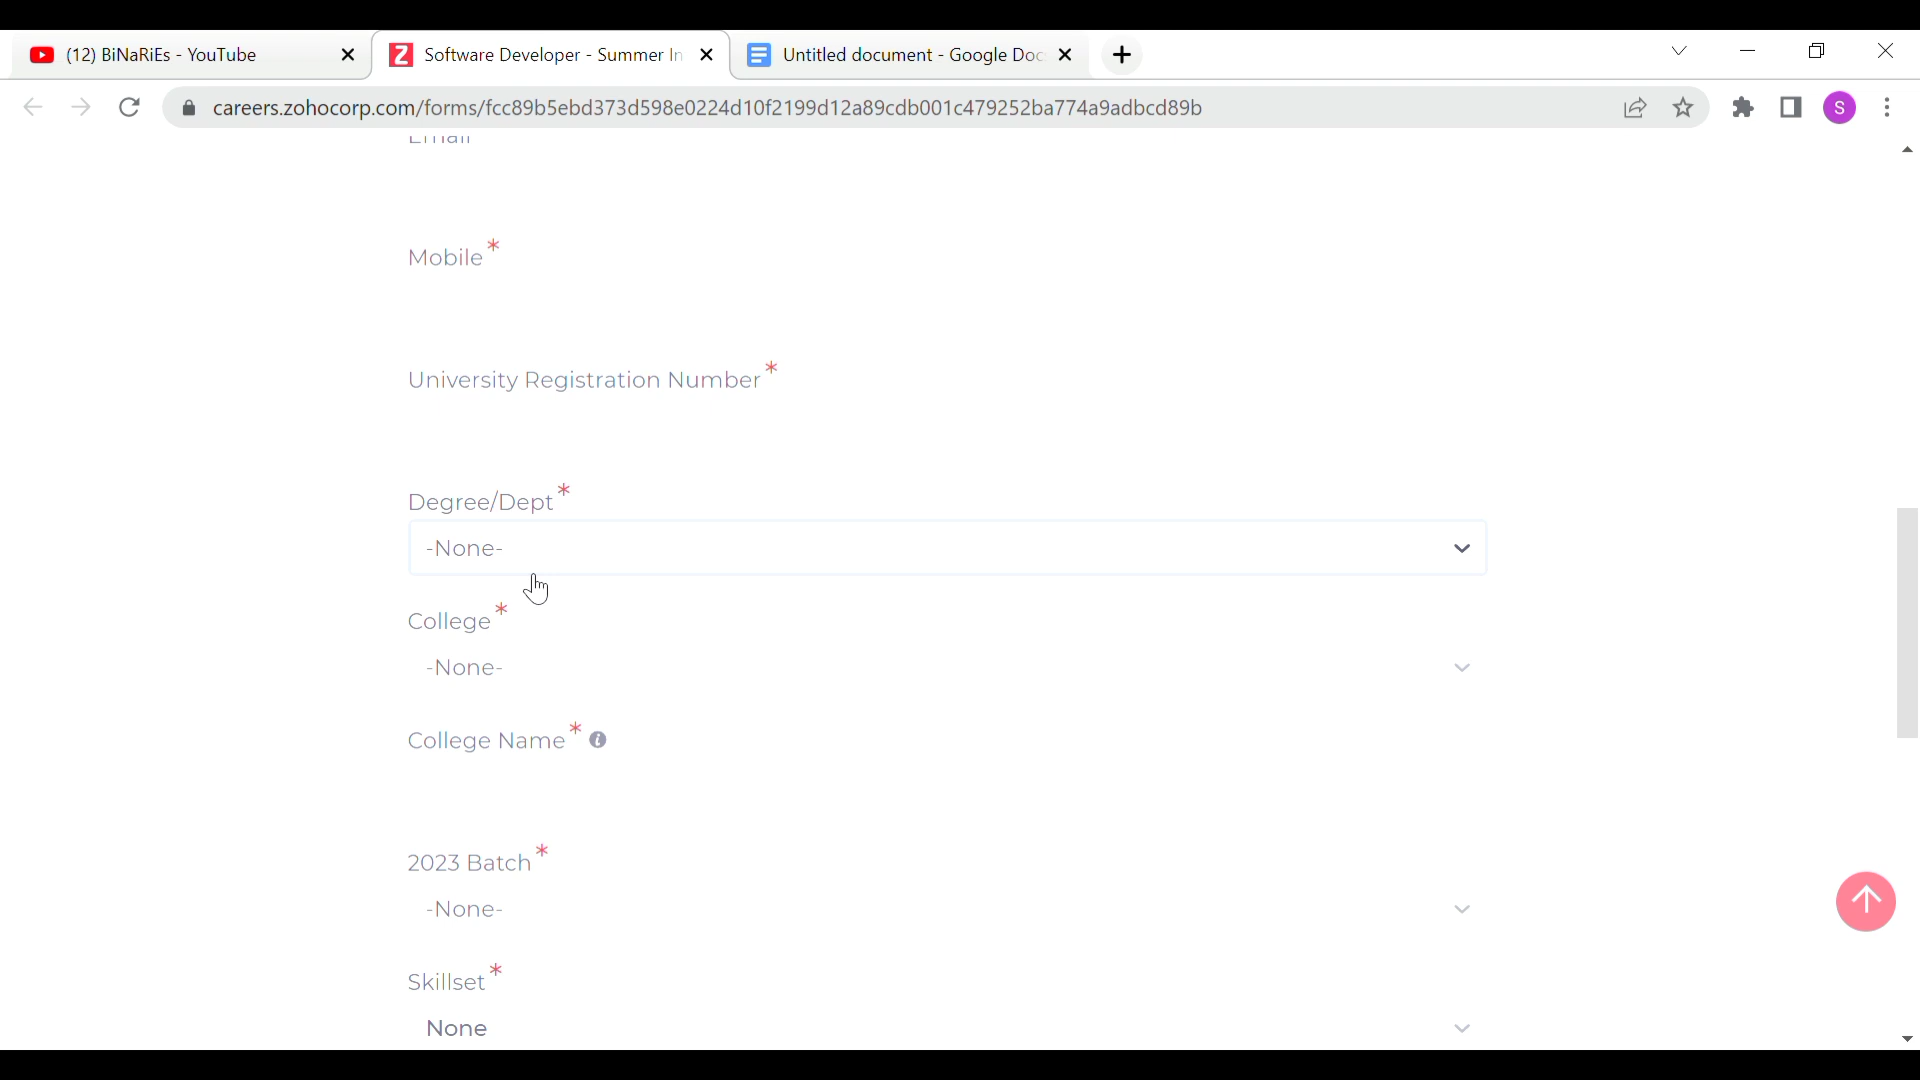 (12) BiNaRiEs - YouTube
Software Developer - Summer In
Untitled document - Google Doc
careers.zohocorp.com/forms/fcc89b5ebd373d598e0224d10f2199d12a89cdb001c479252ba774a9adbcd89b
S
Email
Mobile *
University Registration Number *
Degree/Dept *
-None-
College *
-None-
College Name *
2023 Batch *
-None-
Skillset *
None